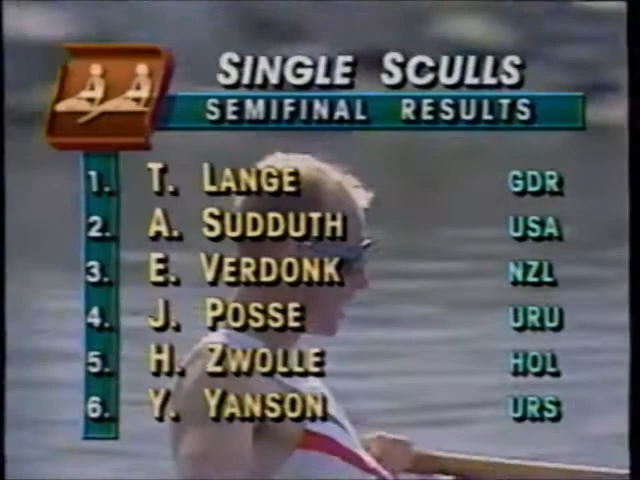 SINGLE SCULLS
SEMIFINAL RESULTS
1. T. LANGE GDR
2. A. SUDDUTH USA
3. E. VERDONK NZL
4. J. POSSE URU
5. H. ZWOLLE HOL
6. Y. YANSON URS